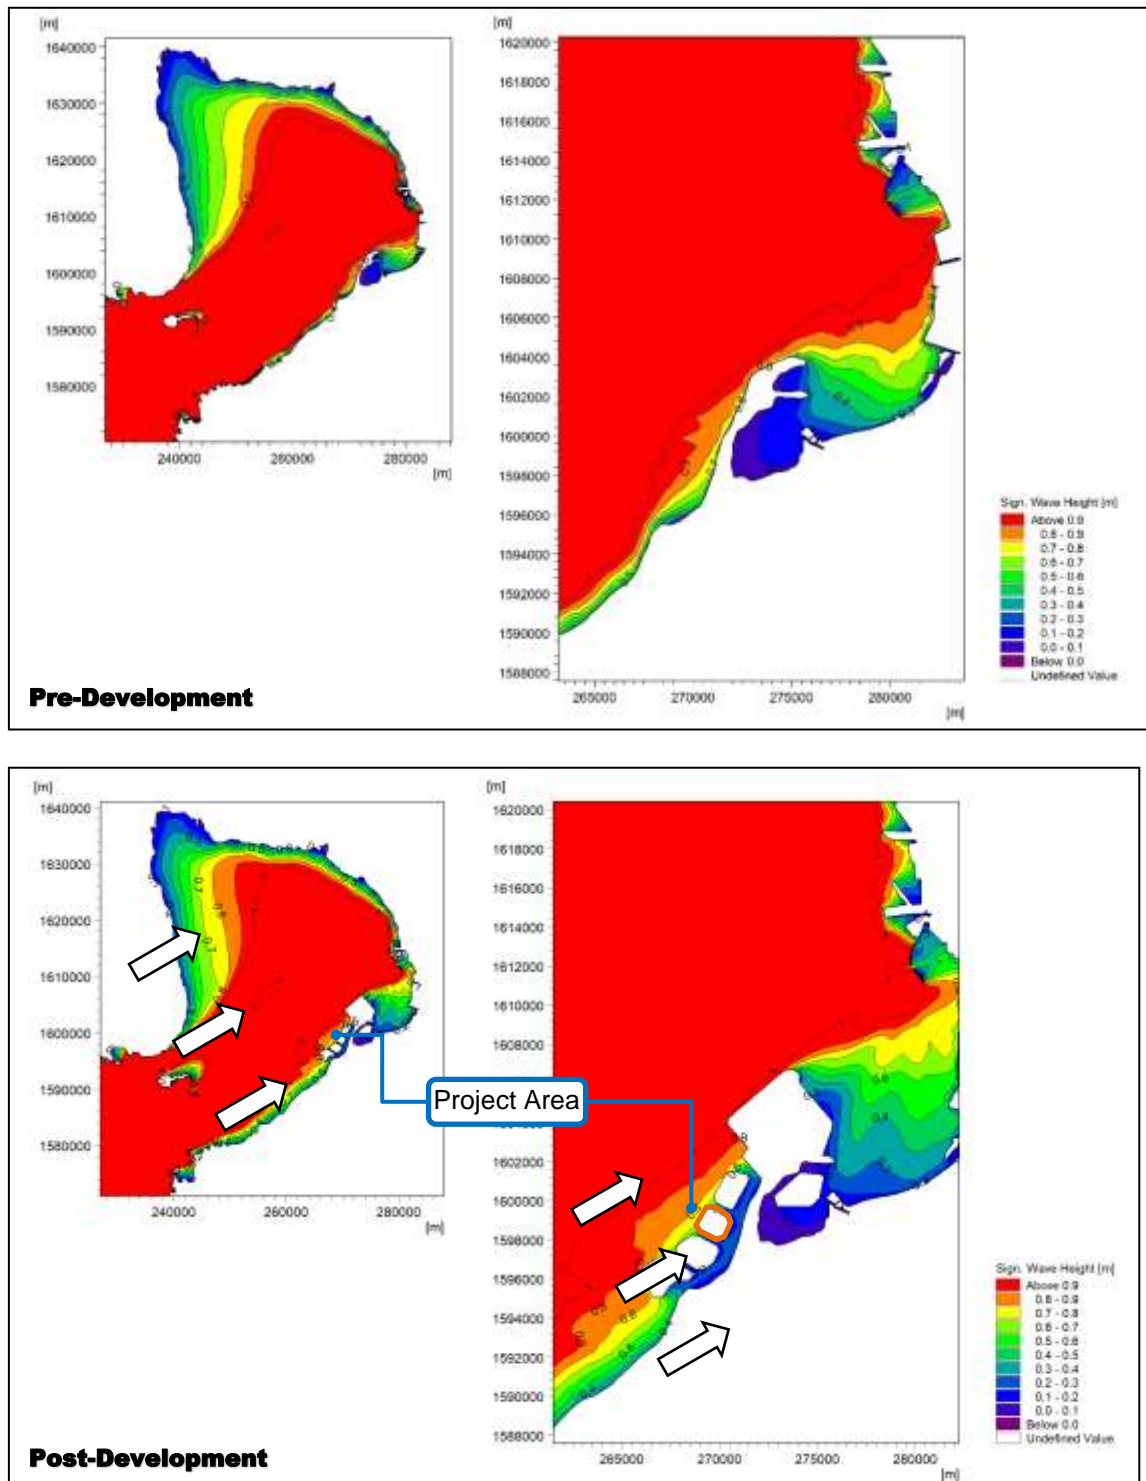 [m]
[m]
1640000
1630000
1620000
1610000
1600000
1590000
1580000
240000
260000
280000
[m]
1620000
1618000
1616000
1614000
1612000
1610000
1608000
1606000
1604000
1602000
1600000
1598000
1596000
1594000
1592000
1590000
1588000
265000
270000
275000
280000
[m]
Sign. Wave Height [m]
Above 0.9
0.8 - 0.9
0.7 - 0.8
0.6 - 0.7
0.5 - 0.6
0.4 - 0.5
0.3 - 0.4
0.2 - 0.3
0.1 - 0.2
0.0 - 0.1
Below 0.0
Undefined Value
Pre-Development
[m]
[m]
1640000
1630000
1620000
1610000
1600000
1590000
1580000
240000
260000
280000
[m]
Project Area
1620000
1618000
1616000
1614000
1612000
1610000
1608000
1606000
1602000
1600000
1598000
1596000
1594000
1592000
1590000
1588000
265000
270000
275000
280000
[m]
Sign. Wave Height [m]
Above 0.9
0.8 - 0.9
0.7 - 0.8
0.6 - 0.7
0.5 - 0.6
0.4 - 0.5
0.3 - 0.4
0.2 - 0.3
0.1 - 0.2
0.0 - 0.1
Below 0.0
Undefined Value
Post-Development